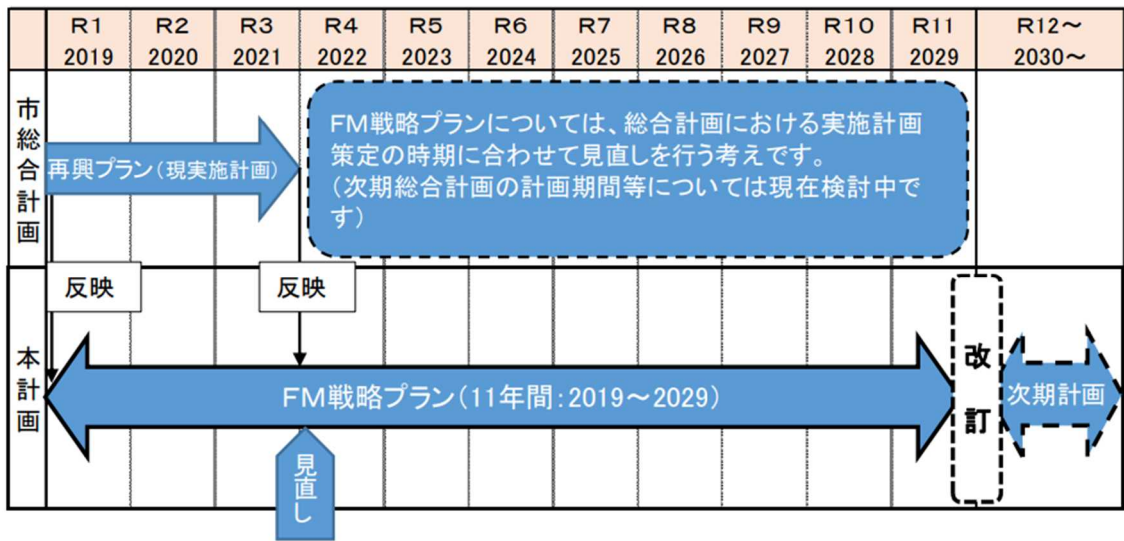 R1 R2 R3 R4 R5 R6 R7 R8 R9 R10 R11 R12～
2019 2020 2021 2022 2023 2024 2025 2026 2027 2028 2029 2030～
市総合計画
再興プラン（現実施計画）
FM戦略プランについては、総合計画における実施計画
策定の時期に合わせて見直しを行う考えです。
（次期総合計画の計画期間等については現在検討中で
す）
反映 反映
本計画
FM戦略プラン（11年間：2019～2029）
改訂
次期計画
見直し